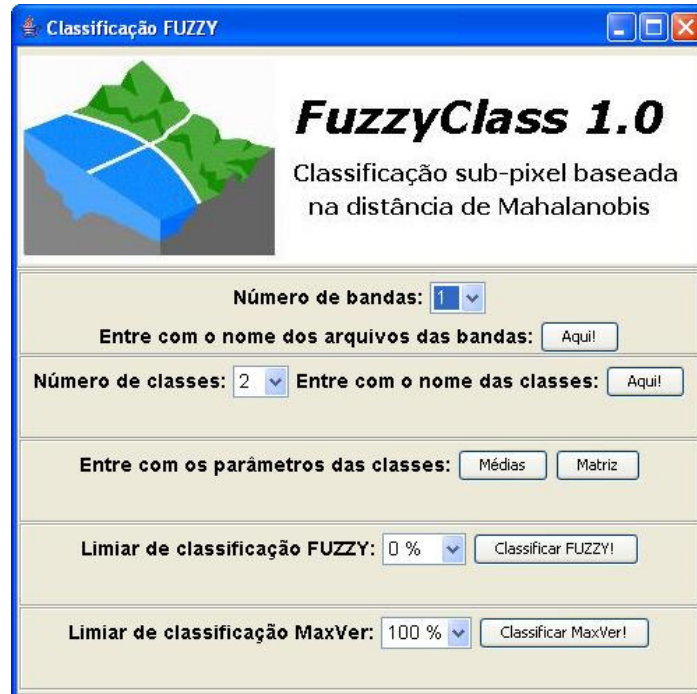 Classificação FUZZY
FuzzyClass 1.0
Classificação sub-pixel baseada
na distância de Mahalanobis
Número de bandas: 1
Entre com o nome dos arquivos das bandas: Aqui!
Número de classes: 2 Entre com o nome das classes: Aqui!
Entre com os parâmetros das classes: Médias Matriz
Limiar de classificação FUZZY: 0 % Classificar FUZZY!
Limiar de classificação MaxVer: 100 % Classificar MaxVer!